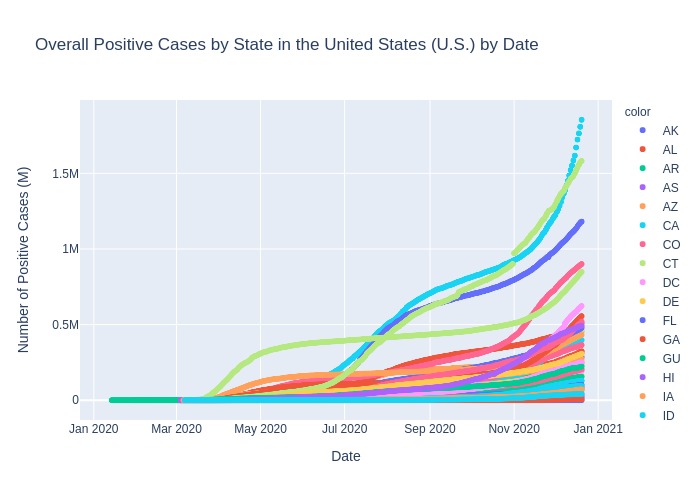 Overall Positive Cases by State in the United States (U.S.) by Date
color
AK
AL
AR
AS
AZ
CA
CO
CT
DC
DE
FL
GA
GU
HI
IA
ID
Number of Positive Cases (M)
1.5M
1M
0.5M
0
Jan 2020
Mar 2020
May 2020
Jul 2020
Sep 2020
Nov 2020
Jan 2021
Date